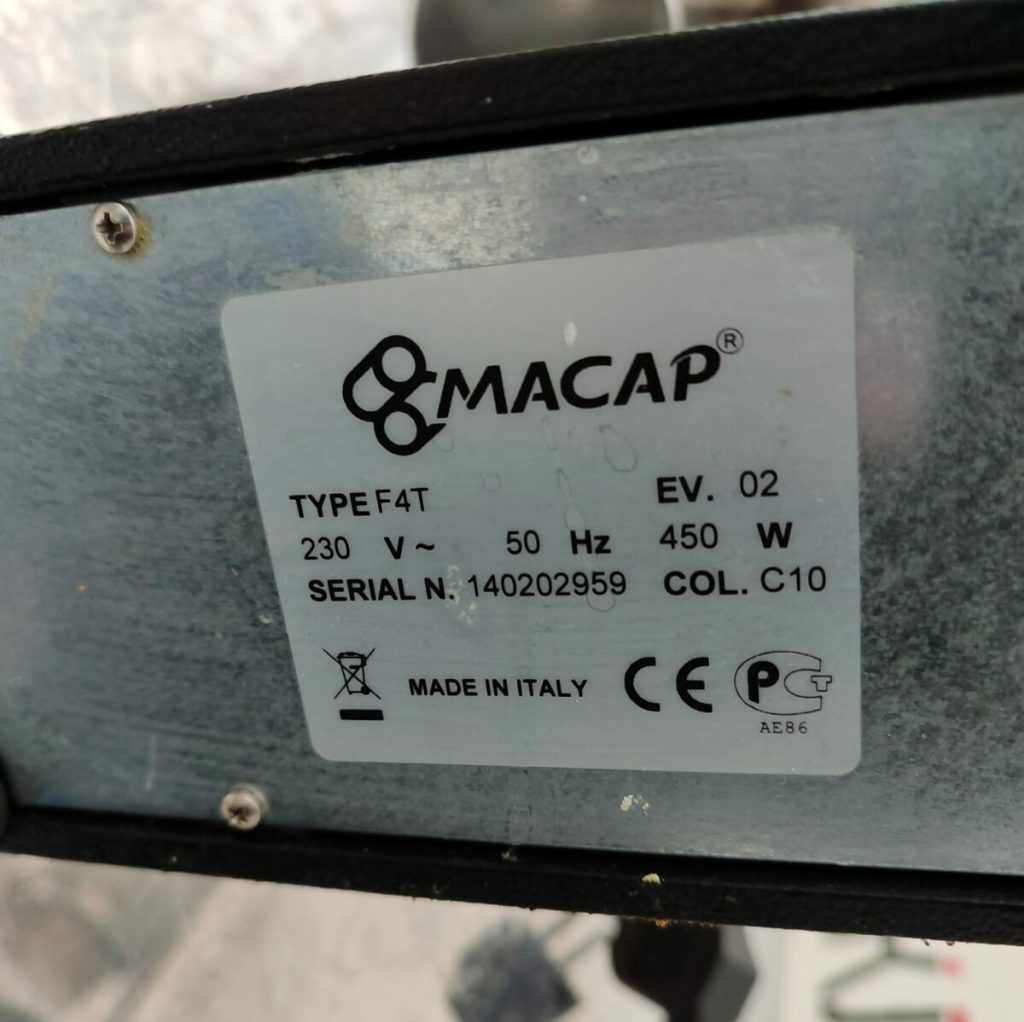 MACAP®
TYPE F4T EV. 02
230 V~ 50 Hz 450 W
SERIAL N. 140202959 COL. C10
MADE IN ITALY CE PCT
AE86